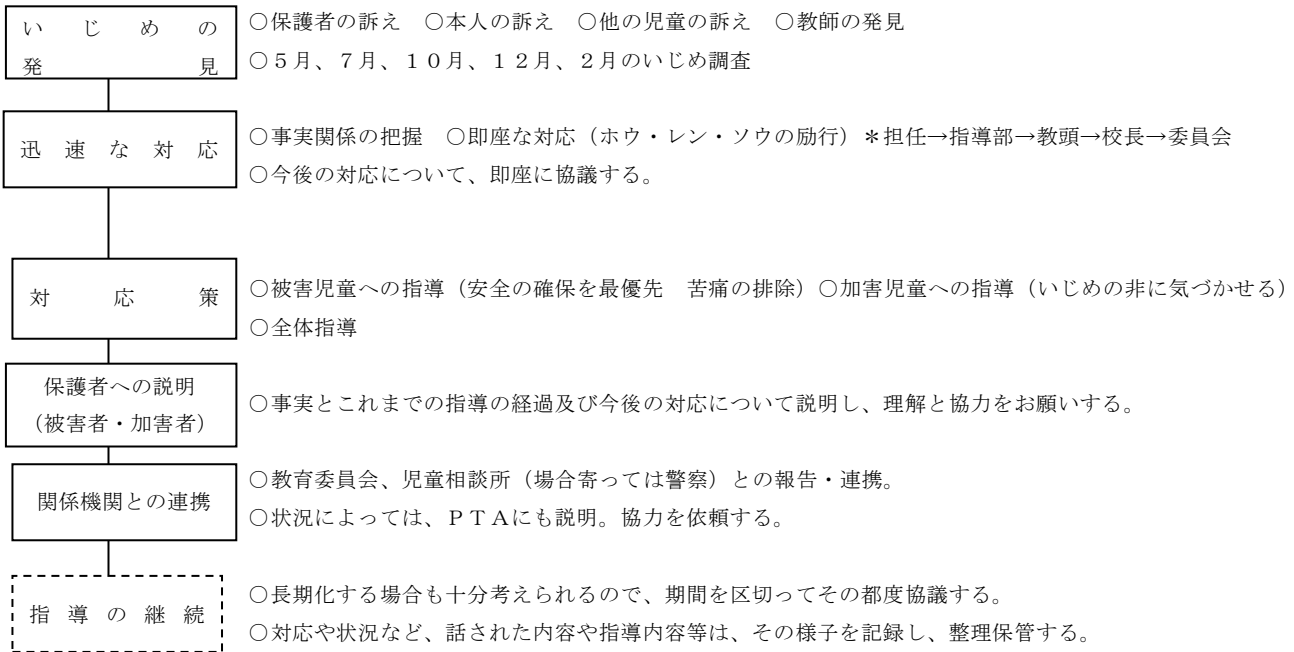 いじめの
発見
○保護者の訴え　○本人の訴え　○他の児童の訴え　○教師の発見
○５月、７月、１０月、１２月、２月のいじめ調査
迅速な対応
○事実関係の把握　○即座な対応（ホウ・レン・ソウの励行）＊担任→指導部→教頭→校長→委員会
○今後の対応について、即座に協議する。
対応策
○被害児童への指導（安全の確保を最優先　苦痛の排除）○加害児童への指導（いじめの非に気づかせる）
○全体指導
保護者への説明
（被害者・加害者）
○事実とこれまでの指導の経過及び今後の対応について説明し、理解と協力をお願いする。
関係機関との連携
○教育委員会、児童相談所（場合寄っては警察）との報告・連携。
○状況によっては、ＰＴＡにも説明。協力を依頼する。
指導の継続
○長期化する場合も十分考えられるので、期間を区切ってその都度協議する。
○対応や状況など、話された内容や指導内容等は、その様子を記録し、整理保管する。